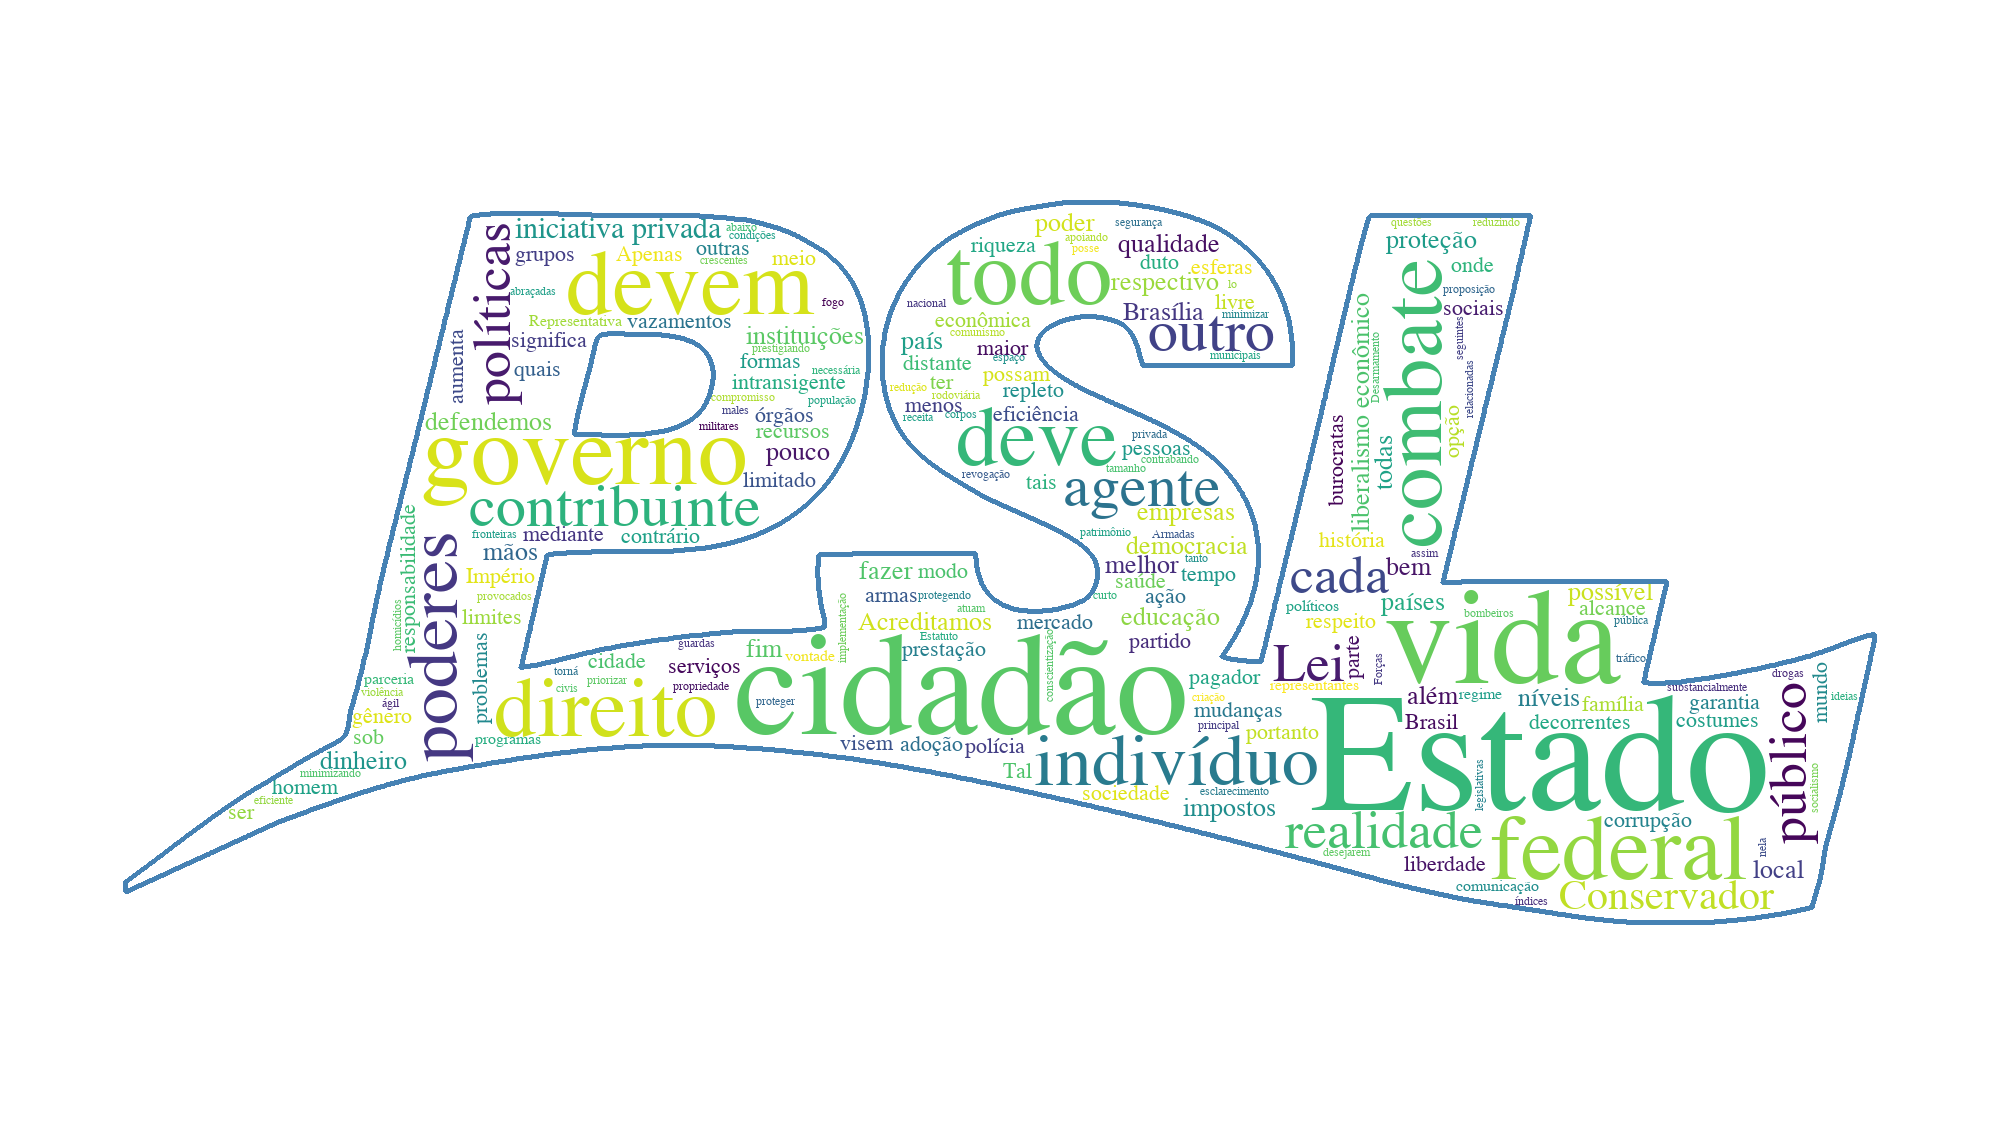 PSL
políticas
iniciativa privada
abaixo
condições
grupos
Apenas
outras
crescentes
meio
devem
abraçadas
fogo
Representativa
vazamentos
aumenta
significa
instituições
prestigiando
quais
formas
necessária
intransigente
compromisso
população
males
órgãos
militares
recursos
defendemos
governo
pouco
limitado
contribuinte
fronteiras
mediante
contrário
mãos
responsabilidade
poderes
Império
provocados
homicídios
limites
problemas
parceria
violência
ágil
gênero
sob
dinheiro
minimizando
homem
eficiente
ser
programas
direito
torná
civis
cidade
priorizar
guardas
serviços
propriedade
fim
vontade
proteger
cidadão
poder
segurança
apoiando
posse
riqueza
qualidade
duto
esferas
todo
respectivo
lo
nacional
Brasília
livre
minimizar
econômica
comunismo
outro
país
maior
espaço
municipais
distante
possam
redução
ter
rodoviária
repleto
menos
receita
corpos
eficiência
deve
privada
pessoas
contrabando
tamanho
revogação
tais
agente
empresas
patrimônio
Armadas
democracia
melhor
tanto
tempo
saúde
curto
ação
fazer
modo
armas
protegendo
atuam
implementação
Acreditamos
Estatuto
prestação
mercado
conscientização
educação
partido
visem
adoção
polícia
Tal
pagador
criação
mudanças
principal
portanto
indivíduo
sociedade
esclarecimento
impostos
questões
reduzindo
proteção
onde
proposição
sociais
combate
liberalismo econômico
Desarmamento
seguintes
relacionadas
opção
todas
burocratas
história
assim
cada
bem
políticos
países
bombeiros
possível
alcance
pública
respeito
vida
tráfico
Lei
parte
Forças
representantes
além
regime
níveis
família
substancialmente
garantia
drogas
Brasil
decorrentes
costumes
público
mundo
ideias
Estado
legislativas
socialismo
corrupção
realidade
desejarem
federal
nela
liberdade
local
comunicação
índices
Conservador